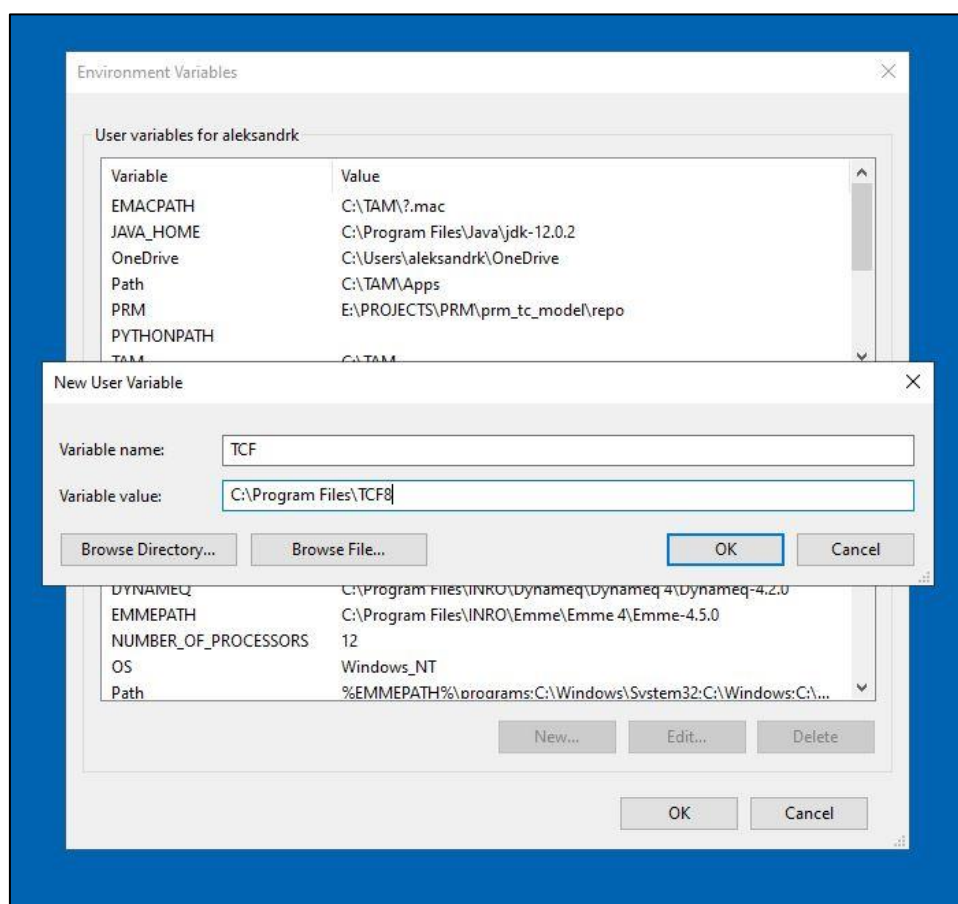 Environment Variables
User variables for aleksandrk
Variable Value
EMACPATH C:\TAM\?.mac
JAVA_HOME C:\Program Files\Java\jdk-12.0.2
OneDrive C:\Users\aleksandrk\OneDrive
Path C:\TAM\Apps
PRM E:\PROJECTS\PRM\prm_tc_model\repo
PYTHONPATH
TAM C:\TAM
New User Variable
Variable name: TCF
Variable value: C:\Program Files\TCF8
Browse Directory... Browse File... OK Cancel
DYNAMEQ C:\Program Files\INRO\Dynameq\Dynameq 4\Dynameq-4.2.0
EMMEPATH C:\Program Files\INRO\Emme\Emme 4\Emme-4.5.0
NUMBER_OF_PROCESSORS 12
OS Windows_NT
Path %EMMEPATH%\programs;C:\Windows\System32;C:\Windows;C:\...
New... Edit... Delete
OK Cancel